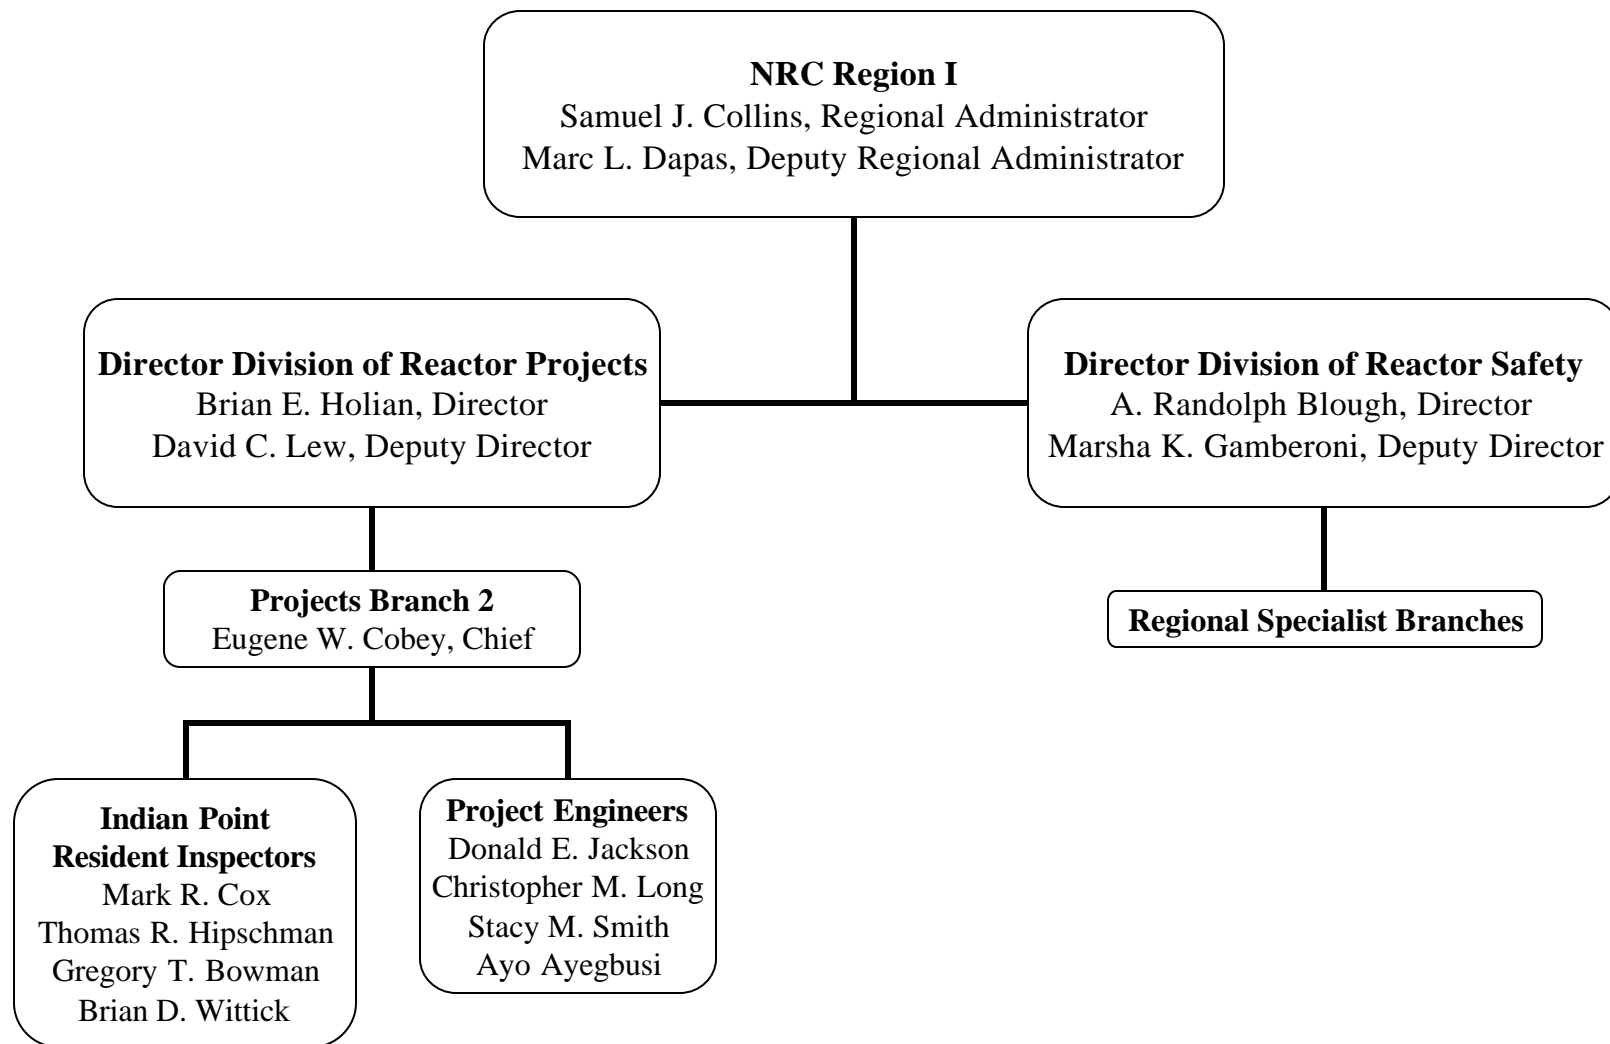 NRC Region I
Samuel J. Collins, Regional Administrator
Marc L. Dapas, Deputy Regional Administrator
Director Division of Reactor Projects
Brian E. Holian, Director
David C. Lew, Deputy Director
Director Division of Reactor Safety
A. Randolph Blough, Director
Marsha K. Gamberoni, Deputy Director
Projects Branch 2
Eugene W. Cobey, Chief
Regional Specialist Branches
Indian Point
Resident Inspectors
Mark R. Cox
Thomas R. Hipschman
Gregory T. Bowman
Brian D. Wittick
Project Engineers
Donald E. Jackson
Christopher M. Long
Stacy M. Smith
Ayo Ayegbusi